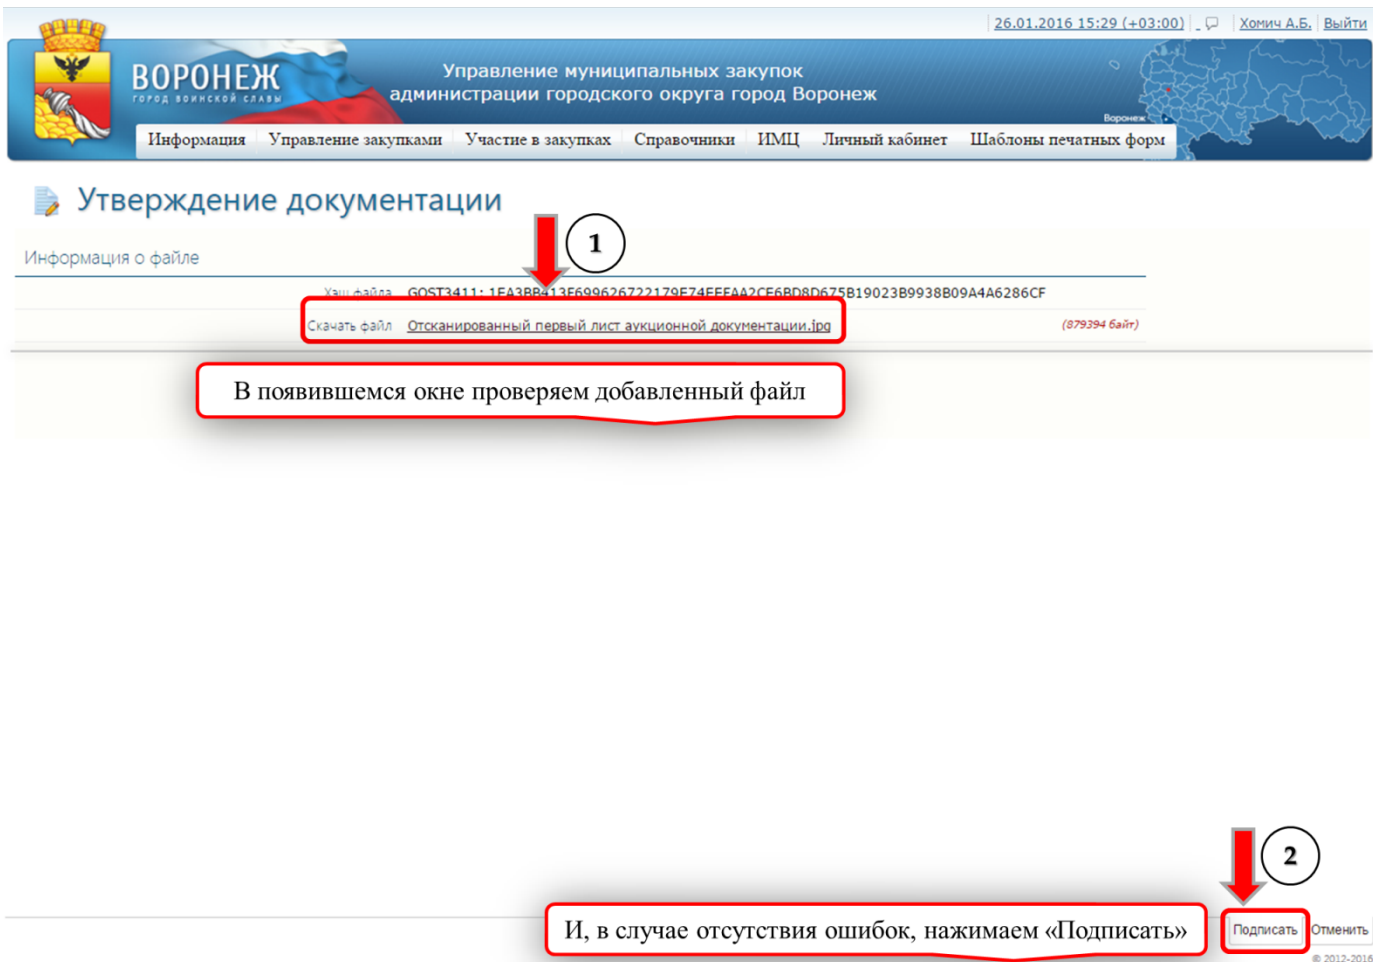 26.01.2016 15:29 (+03:00) Хомич А.Б. Выйти
ВОРОНЕЖ
ГОРОД ВОИНСКОЙ СЛАВЫ
Управление муниципальных закупок
администрации городского округа город Воронеж
Воронеж
Информация Управление закупками Участие в закупках Справочники ИМЦ Личный кабинет Шаблоны печатных форм
Утверждение документации
1
Информация о файле
Хэш файла GOST3411: 1EA3BB413F699626722179E74EFFAA2CE6BD8D675B19023B9938B09A4A6286CF
Скачать файл Отсканированный первый лист аукционной документации.jpg (879394 байт)
В появившемся окне проверяем добавленный файл
2
И, в случае отсутствия ошибок, нажимаем «Подписать»
Подписать Отменить
© 2012-2016